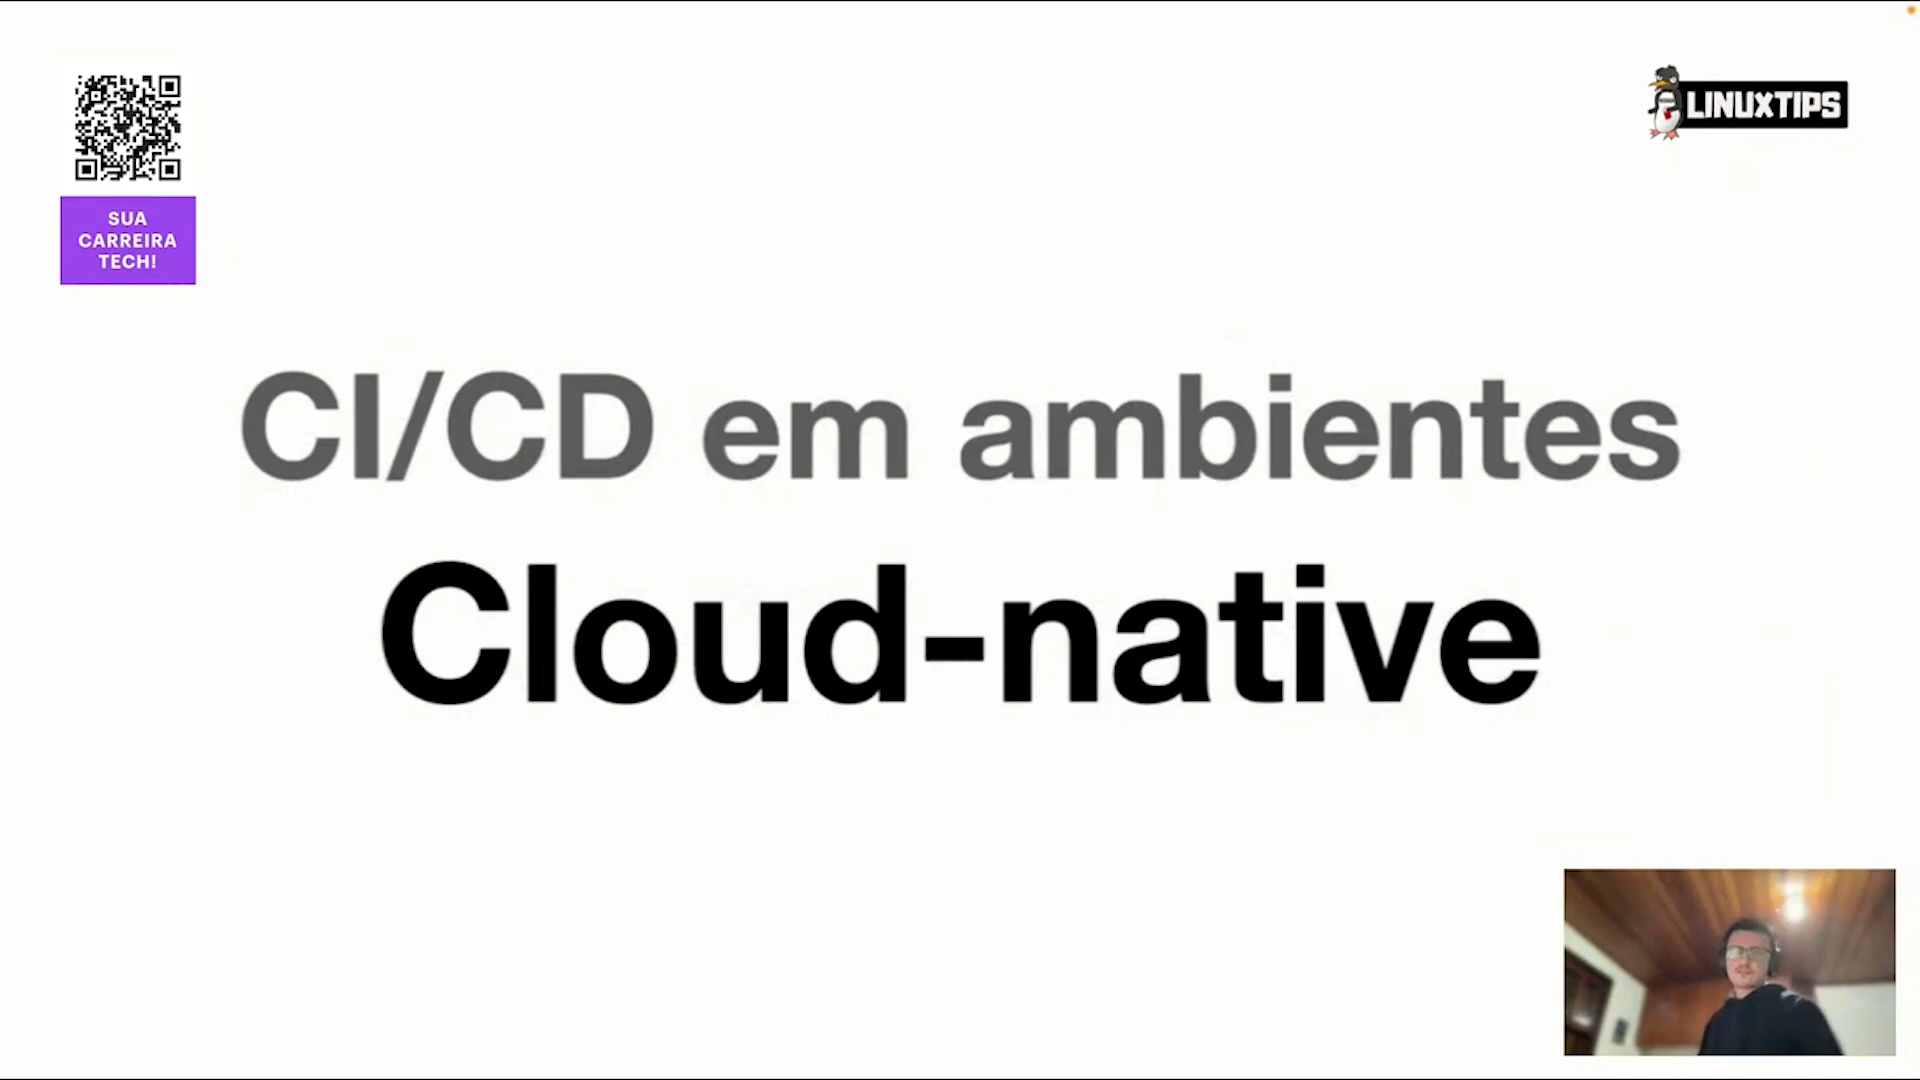 SUA
CARREIRA
TECH!
LINUXTIPS
CI/CD em ambientes
Cloud-native